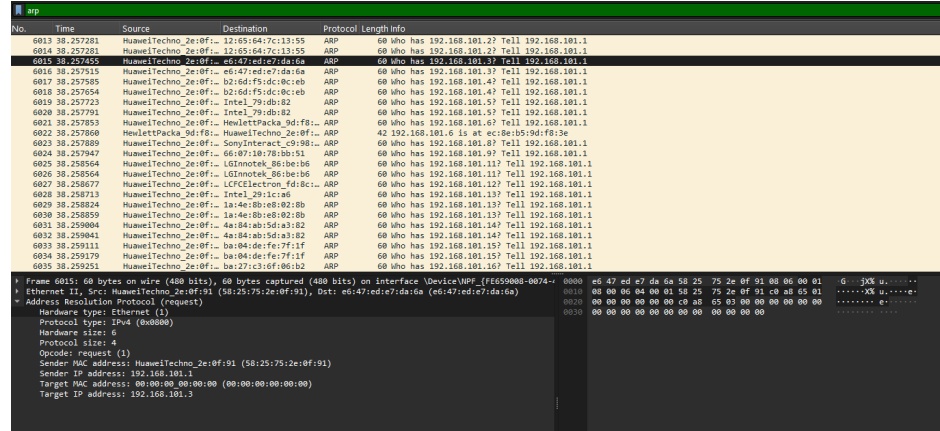 arp
No. Time Source Destination Protocol Length Info
6013 38.257281 HuaweiTechno_2e:0f:… 12:65:64:7c:13:55 ARP 60 Who has 192.168.101.2? Tell 192.168.101.1
6014 38.257281 HuaweiTechno_2e:0f:… 12:65:64:7c:13:55 ARP 60 Who has 192.168.101.2? Tell 192.168.101.1
6015 38.257455 HuaweiTechno_2e:0f:… e6:47:ed:e7:da:6a ARP 60 Who has 192.168.101.3? Tell 192.168.101.1
6016 38.257515 HuaweiTechno_2e:0f:… e6:47:ed:e7:da:6a ARP 60 Who has 192.168.101.3? Tell 192.168.101.1
6017 38.257585 HuaweiTechno_2e:0f:… b2:6d:f5:dc:0c:eb ARP 60 Who has 192.168.101.4? Tell 192.168.101.1
6018 38.257654 HuaweiTechno_2e:0f:… b2:6d:f5:dc:0c:eb ARP 60 Who has 192.168.101.4? Tell 192.168.101.1
6019 38.257723 HuaweiTechno_2e:0f:… Intel_79:db:82 ARP 60 Who has 192.168.101.5? Tell 192.168.101.1
6020 38.257791 HuaweiTechno_2e:0f:… Intel_79:db:82 ARP 60 Who has 192.168.101.5? Tell 192.168.101.1
6021 38.257853 HuaweiTechno_2e:0f:… HewlettPacka_9d:f8:… ARP 60 Who has 192.168.101.6? Tell 192.168.101.1
6022 38.257860 HewlettPacka_9d:f8:… HuaweiTechno_2e:0f:… ARP 42 192.168.101.6 is at ec:8e:b5:9d:f8:3e
6023 38.257889 HuaweiTechno_2e:0f:… SonyInteract_c9:98:… ARP 60 Who has 192.168.101.8? Tell 192.168.101.1
6024 38.257947 HuaweiTechno_2e:0f:… 66:07:10:78:bb:51 ARP 60 Who has 192.168.101.9? Tell 192.168.101.1
6025 38.258564 HuaweiTechno_2e:0f:… LGInnotek_86:be:b6 ARP 60 Who has 192.168.101.11? Tell 192.168.101.1
6026 38.258564 HuaweiTechno_2e:0f:… LGInnotek_86:be:b6 ARP 60 Who has 192.168.101.11? Tell 192.168.101.1
6027 38.258677 HuaweiTechno_2e:0f:… LCFCElectron_fd:8c:… ARP 60 Who has 192.168.101.12? Tell 192.168.101.1
6028 38.258713 HuaweiTechno_2e:0f:… Intel_29:1c:a6 ARP 60 Who has 192.168.101.13? Tell 192.168.101.1
6029 38.258824 HuaweiTechno_2e:0f:… 1a:4e:8b:e8:02:8b ARP 60 Who has 192.168.101.13? Tell 192.168.101.1
6030 38.258859 HuaweiTechno_2e:0f:… 1a:4e:8b:e8:02:8b ARP 60 Who has 192.168.101.13? Tell 192.168.101.1
6031 38.259004 HuaweiTechno_2e:0f:… 4a:84:ab:5d:a3:82 ARP 60 Who has 192.168.101.14? Tell 192.168.101.1
6032 38.259041 HuaweiTechno_2e:0f:… 4a:84:ab:5d:a3:82 ARP 60 Who has 192.168.101.14? Tell 192.168.101.1
6033 38.259111 HuaweiTechno_2e:0f:… ba:04:de:fe:7f:1f ARP 60 Who has 192.168.101.15? Tell 192.168.101.1
6034 38.259179 HuaweiTechno_2e:0f:… ba:04:de:fe:7f:1f ARP 60 Who has 192.168.101.15? Tell 192.168.101.1
6035 38.259251 HuaweiTechno_2e:0f:… ba:27:c3:6f:06:b2 ARP 60 Who has 192.168.101.16? Tell 192.168.101.1
Frame 6015: 60 bytes on wire (480 bits), 60 bytes captured (480 bits) on interface \Device\NPF_{FE659008-0074-
Ethernet II, Src: HuaweiTechno_2e:0f:91 (58:25:75:2e:0f:91), Dst: e6:47:ed:e7:da:6a (e6:47:ed:e7:da:6a)
Address Resolution Protocol (request)
Hardware type: Ethernet (1)
Protocol type: IPv4 (0x0800)
Hardware size: 6
Protocol size: 4
Opcode: request (1)
Sender MAC address: HuaweiTechno_2e:0f:91 (58:25:75:2e:0f:91)
Sender IP address: 192.168.101.1
Target MAC address: 00:00:00_00:00:00 (00:00:00:00:00:00)
Target IP address: 192.168.101.3
0000 e6 47 ed e7 da 6a 58 25 75 2e 0f 91 08 06 00 01 ·G···jX% u.······
0010 08 00 06 04 00 01 58 25 75 2e 0f 91 c0 a8 65 01 ······X% u.····e·
0020 00 00 00 00 00 00 c0 a8 65 03 00 00 00 00 00 00 ········ e·······
0030 00 00 00 00 00 00 00 00 00 00 00 00 ········ ····